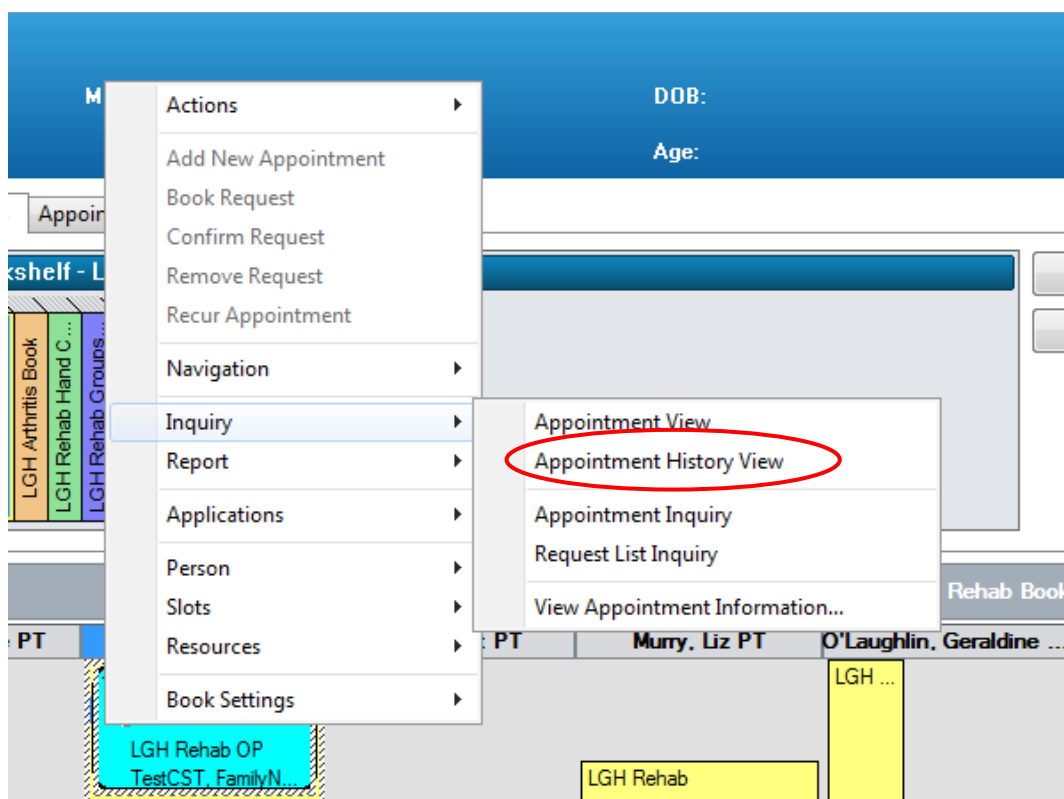 M
DOB:
Age:
Appoin
kshelf - L
LGH Arthritis Book
LGH Rehab Hand C...
LGH Rehab Groups...
Actions
Add New Appointment
Book Request
Confirm Request
Remove Request
Recur Appointment
Navigation
Inquiry
Report
Applications
Person
Slots
Resources
Book Settings
Appointment View
Appointment History View
Appointment Inquiry
Request List Inquiry
View Appointment Information...
Rehab Book
PT
PT
Murry, Liz PT
O'Laughlin, Geraldine ...
LGH ...
LGH Rehab OP
TestCST, FamilyN...
LGH Rehab